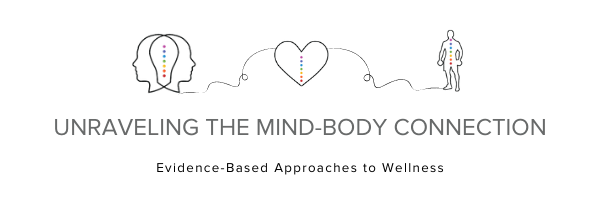 UNRAVELING THE MIND-BODY CONNECTION
Evidence-Based Approaches to Wellness